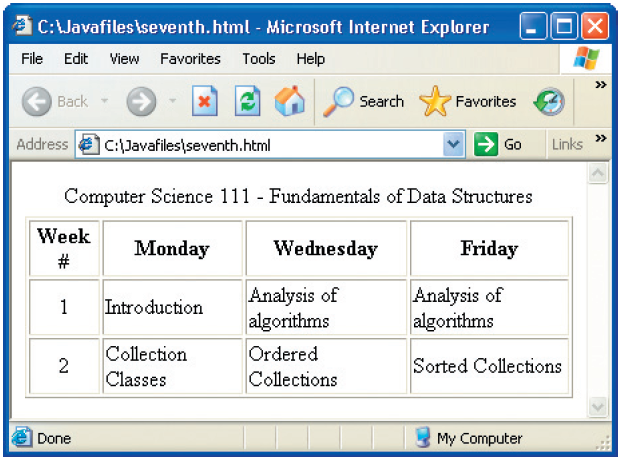 C:\Javafiles\seventh.html - Microsoft Internet Explorer
File Edit View Favorites Tools Help
Back Search Favorites »
Address C:\Javafiles\seventh.html Go Links »
Computer Science 111 - Fundamentals of Data Structures
Week # Monday Wednesday Friday
1 Introduction Analysis of algorithms Analysis of algorithms
2 Collection Classes Ordered Collections Sorted Collections
Done My Computer